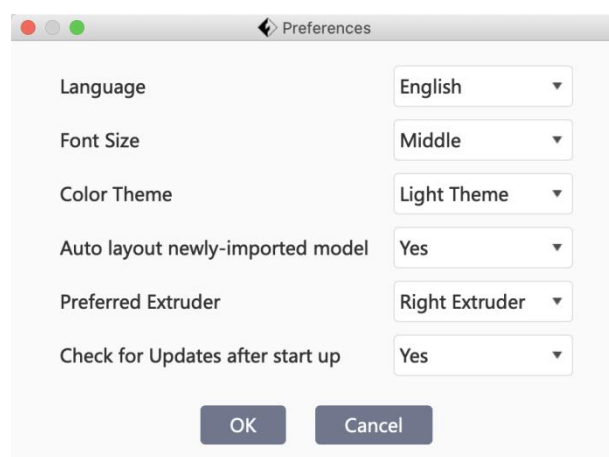 Preferences
Language English
Font Size Middle
Color Theme Light Theme
Auto layout newly-imported model Yes
Preferred Extruder Right Extruder
Check for Updates after start up Yes
OK Cancel